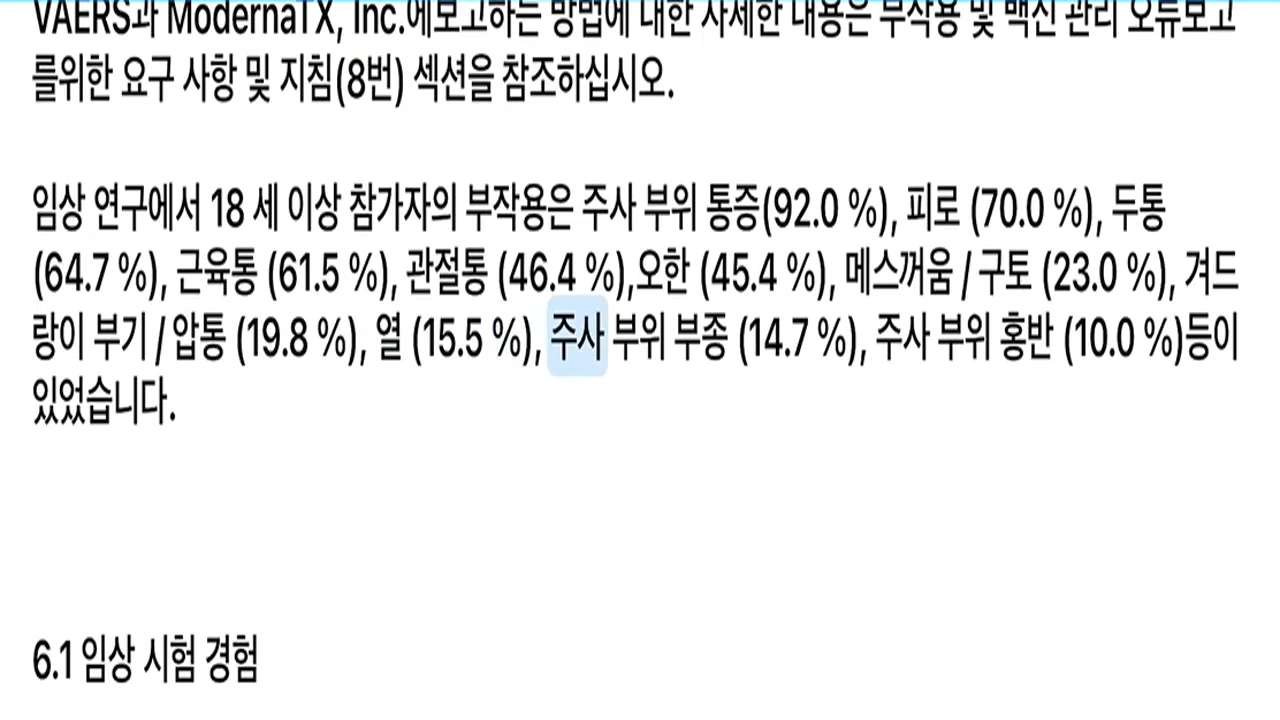 VAERS과 ModernaTX, Inc.에보고하는 방법에 대한 자세한 내용은 부작용 및 백신 관리 오류보고
를위한 요구 사항 및 지침(8번) 섹션을 참조하십시오.
임상 연구에서 18 세 이상 참가자의 부작용은 주사 부위 통증(92.0 %), 피로 (70.0 %), 두통
(64.7 %), 근육통 (61.5 %), 관절통 (46.4 %),오한 (45.4 %), 메스꺼움 / 구토 (23.0 %), 겨드
랑이 부기 / 압통 (19.8 %), 열 (15.5 %), 주사 부위 부종 (14.7 %), 주사 부위 홍반 (10.0 %)등이
있었습니다.
6.1 임상 시험 경험